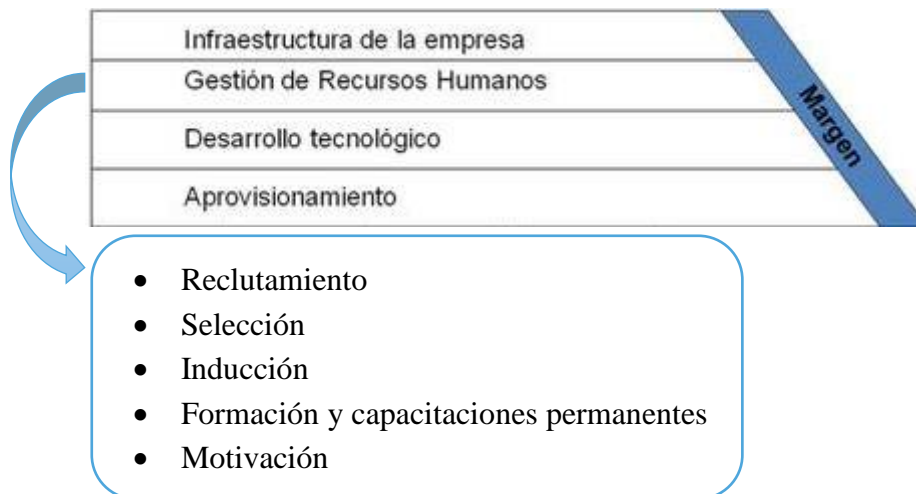 Infraestructura de la empresa
Gestión de Recursos Humanos
Desarrollo tecnológico
Aprovisionamiento
Margen
• Reclutamiento
• Selección
• Inducción
• Formación y capacitaciones permanentes
• Motivación